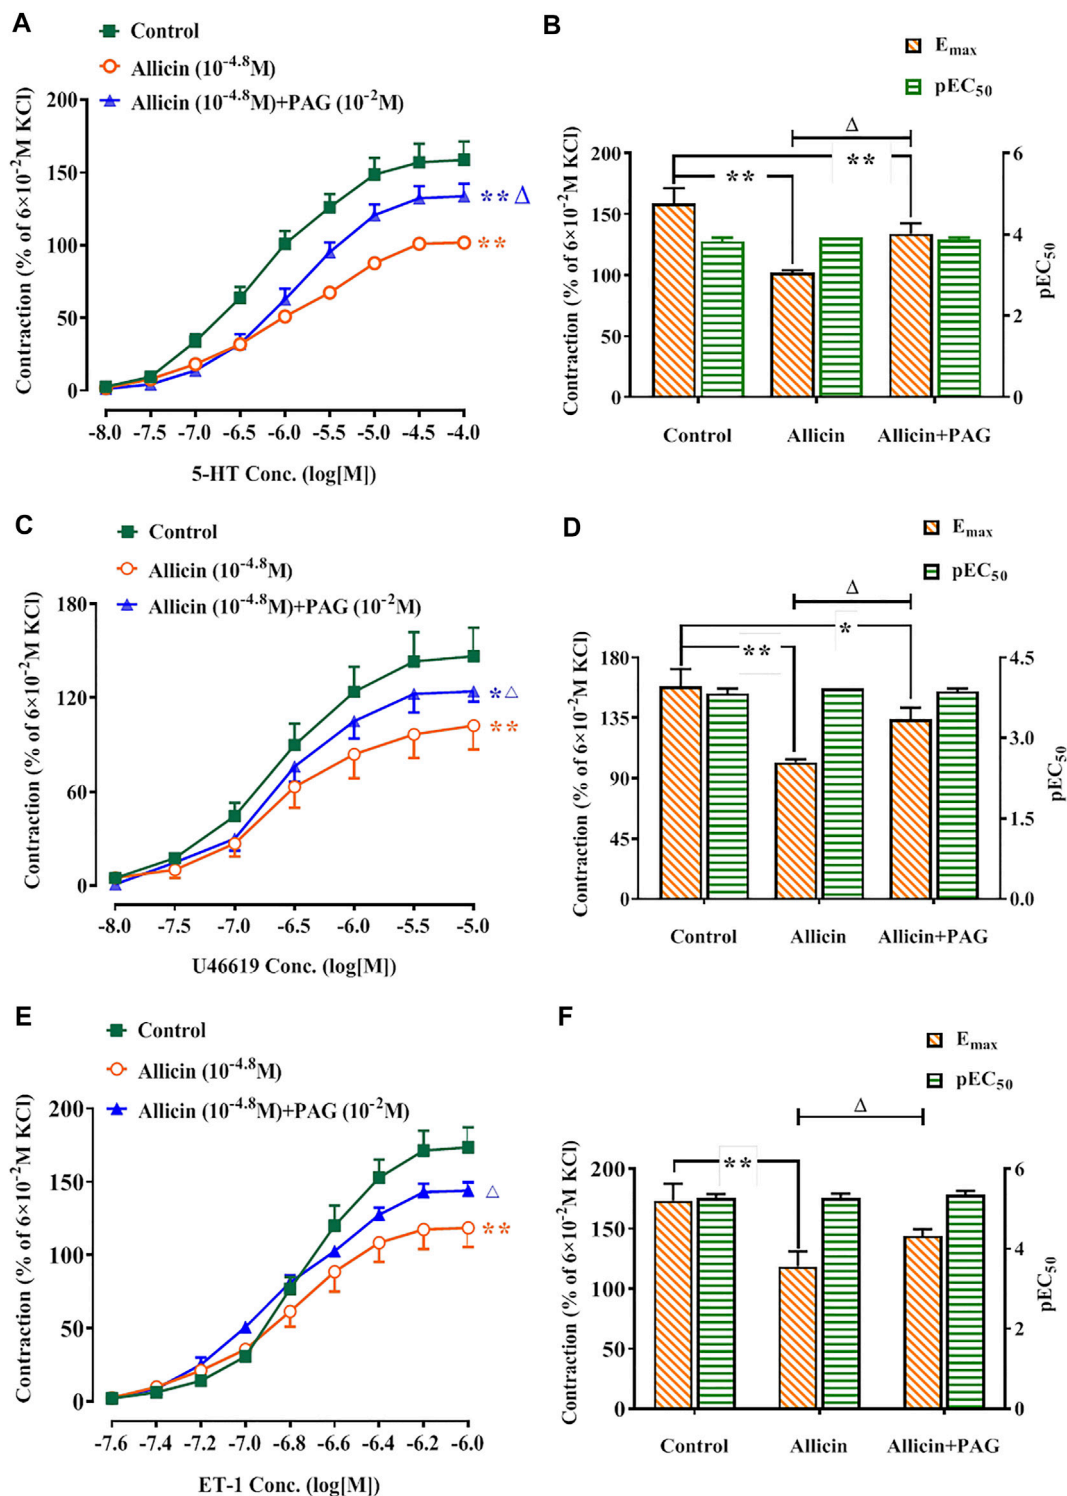 A
Control
Allicin (10-4.8M)
Allicin (10-4.8M)+PAG (10-2M)
Contraction (% of 6×10-2M KCl)
200
150
100
50
0
** Δ
**
-8.0 -7.5 -7.0 -6.5 -6.0 -5.5 -5.0 -4.5 -4.0
5-HT Conc. (log[M])
B
Emax
pEC50
Contraction (% of 6×10-2M KCl)
200
150
100
50
0
Δ
**
**
6
4
2
0
pEC50
Control Allicin Allicin+PAG
C
Control
Allicin (10-4.8M)
Allicin (10-4.8M)+PAG (10-2M)
Contraction (% of 6×10-2M KCl)
180
120
60
0
*Δ
**
-8.0 -7.5 -7.0 -6.5 -6.0 -5.5 -5.0
U46619 Conc. (log[M])
D
Emax
pEC50
Contraction (% of 6×10-2M KCl)
180
135
90
45
0
Δ
*
**
4.5
3.0
1.5
0.0
pEC50
Control Allicin Allicin+PAG
E
Control
Allicin (10-4.8M)
Allicin (10-4.8M)+PAG (10-2M)
Contraction (% of 6×10-2M KCl)
200
150
100
50
0
Δ
**
-7.6 -7.4 -7.2 -7.0 -6.8 -6.6 -6.4 -6.2 -6.0
ET-1 Conc. (log[M])
F
Emax
pEC50
Contraction (% of 6×10-2M KCl)
200
150
100
50
0
Δ
**
6
4
2
0
pEC50
Control Allicin Allicin+PAG